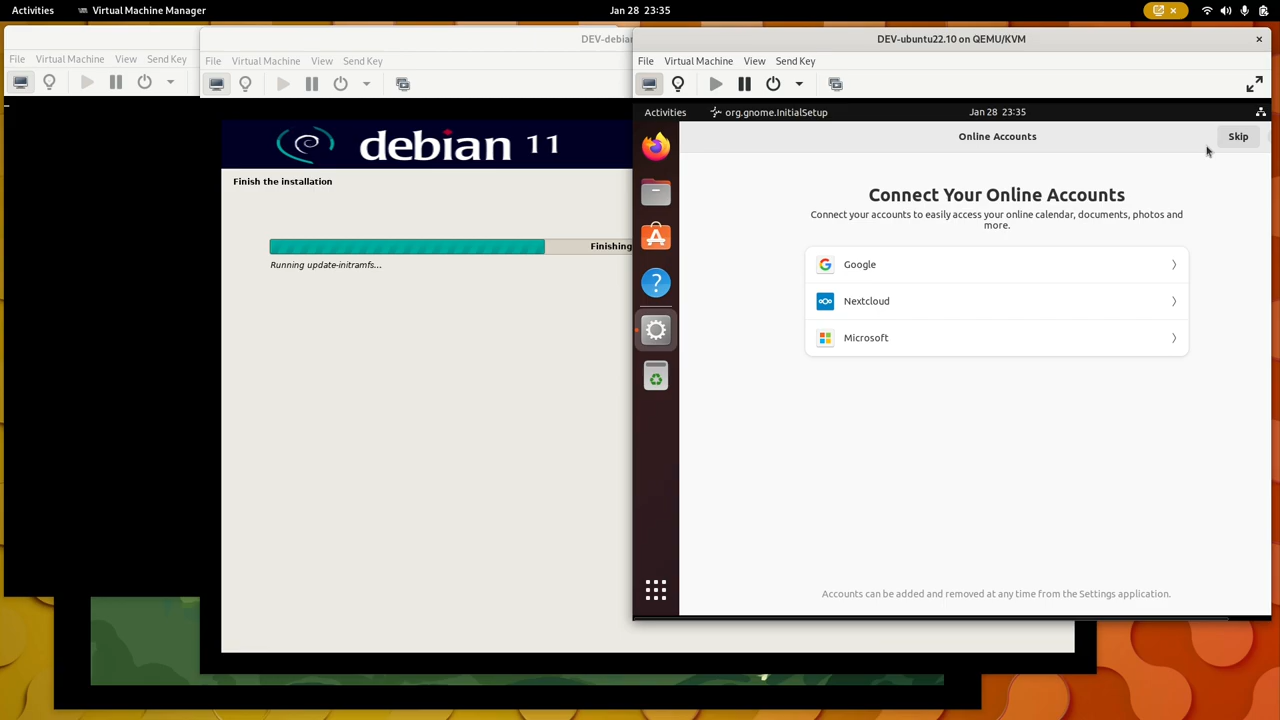 Activities
Virtual Machine Manager
Jan 28 23:35
File Virtual Machine View Send Key
DEV-debian
File Virtual Machine View Send Key
debian 11
Finish the installation
Finishing
Running update-initramfs...
DEV-ubuntu22.10 on QEMU/KVM
File Virtual Machine View Send Key
Activities
org.gnome.InitialSetup
Jan 28 23:35
Online Accounts
Skip
Connect Your Online Accounts
Connect your accounts to easily access your online calendar, documents, photos and
more.
Google
Nextcloud
Microsoft
Accounts can be added and removed at any time from the Settings application.